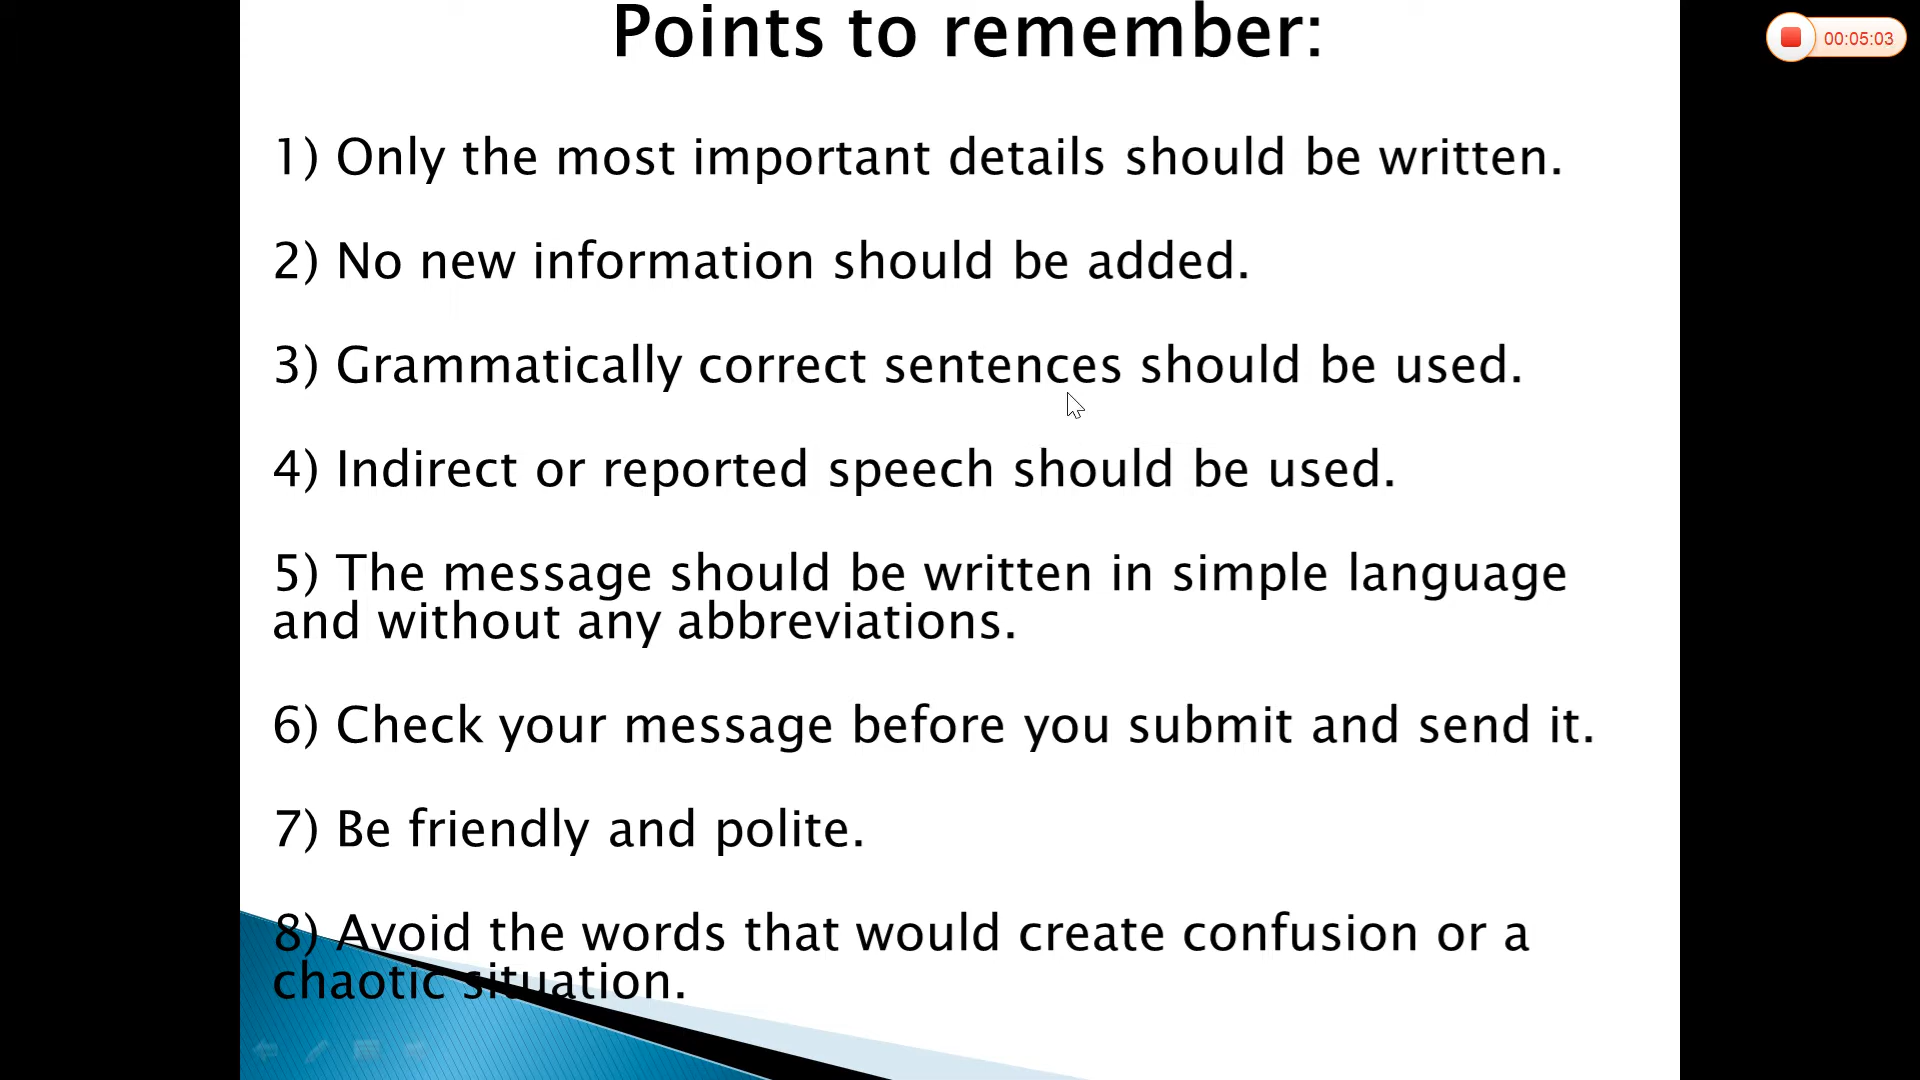 Points to remember:
00:05:03
1) Only the most important details should be written.
2) No new information should be added.
3) Grammatically correct sentences should be used.
4) Indirect or reported speech should be used.
5) The message should be written in simple language
and without any abbreviations.
6) Check your message before you submit and send it.
7) Be friendly and polite.
8) Avoid the words that would create confusion or a
chaotic situation.